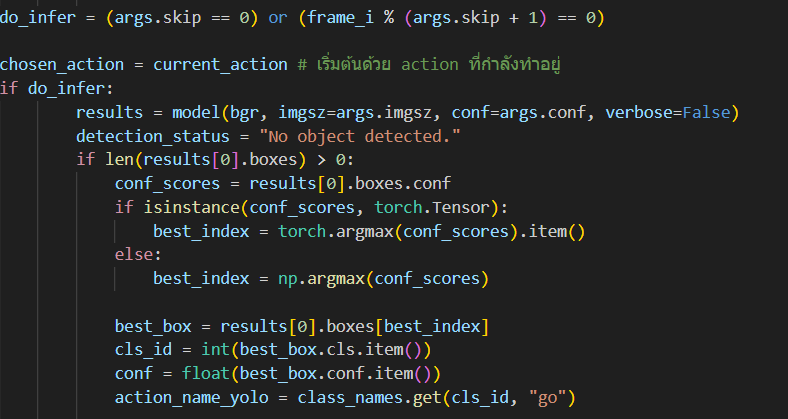 do_infer = (args.skip == 0) or (frame_i % (args.skip + 1) == 0)
chosen_action = current_action # เริ่มต้นด้วย action ที่กำลังทำอยู่
if do_infer:
results = model(bgr, imgsz=args.imgsz, conf=args.conf, verbose=False)
detection_status = "No object detected."
if len(results[0].boxes) > 0:
conf_scores = results[0].boxes.conf
if isinstance(conf_scores, torch.Tensor):
best_index = torch.argmax(conf_scores).item()
else:
best_index = np.argmax(conf_scores)
best_box = results[0].boxes[best_index]
cls_id = int(best_box.cls.item())
conf = float(best_box.conf.item())
action_name_yolo = class_names.get(cls_id, "go")